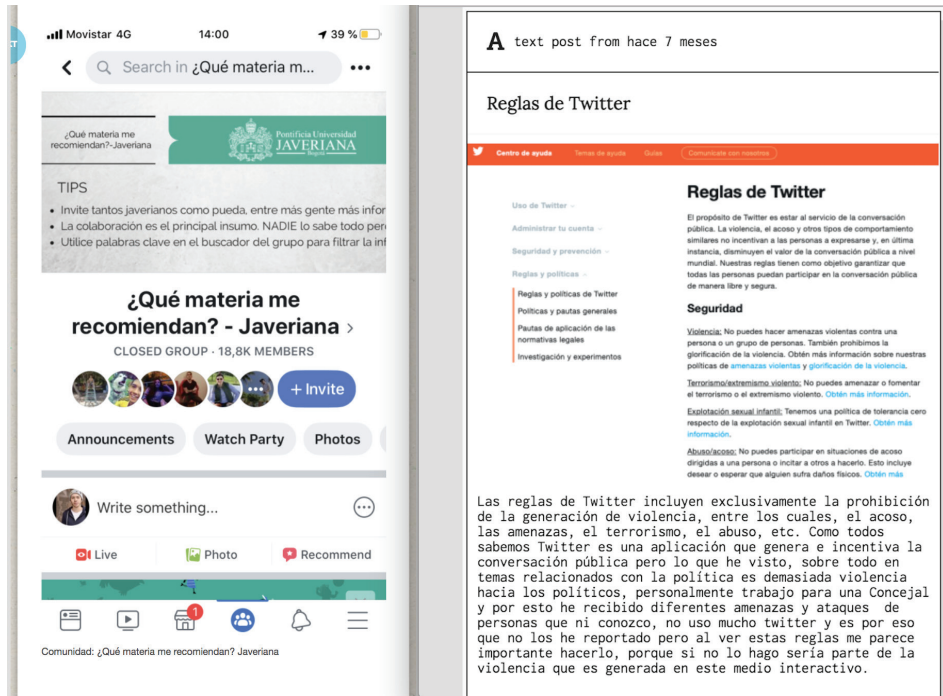 Movistar 4G 14:00 39 %
Search in ¿Qué materia m...
¿Qué materia me
recomiendan?-Javeriana
Pontificia Universidad
JAVERIANA
Bogotá
TIPS
• Invite tantos javerianos como pueda, entre más gente más infor
• La colaboración es el principal insumo. NADIE lo sabe todo per
• Utilice palabras clave en el buscador del grupo para filtrar la inf
¿Qué materia me
recomiendan? - Javeriana >
CLOSED GROUP · 18,8K MEMBERS
+ Invite
Announcements Watch Party Photos
Write something...
Live Photo Recommend
1
Comunidad: ¿Qué materia me recomiendan? Javeriana
A text post from hace 7 meses
Reglas de Twitter
Centro de ayuda Temas de ayuda Guías Comunícate con nosotros
Uso de Twitter
Administrar tu cuenta
Seguridad y prevención
Reglas y políticas
Reglas y políticas de Twitter
Políticas y pautas generales
Pautas de aplicación de las
normativas legales
Investigación y experimentos
Reglas de Twitter
El propósito de Twitter es estar al servicio de la conversación
pública. La violencia, el acoso y otros tipos de comportamiento
similares no incentivan a las personas a expresarse y, en última
instancia, disminuyen el valor de la conversación pública a nivel
mundial. Nuestras reglas tienen como objetivo garantizar que
todas las personas puedan participar en la conversación pública
de manera libre y segura.
Seguridad
Violencia: No puedes hacer amenazas violentas contra una
persona o un grupo de personas. También prohibimos la
glorificación de la violencia. Obtén más información sobre nuestras
políticas de amenazas violentas y glorificación de la violencia.
Terrorismo/extremismo violento: No puedes amenazar o fomentar
el terrorismo o el extremismo violento. Obtén más información.
Explotación sexual infantil: Tenemos una política de tolerancia cero
respecto de la explotación sexual infantil en Twitter. Obtén más
información.
Abuso/acoso: No puedes participar en situaciones de acoso
dirigidas a una persona o incitar a otros a hacerlo. Esto incluye
desear o esperar que alguien sufra daños físicos. Obtén más
Las reglas de Twitter incluyen exclusivamente la prohibición
de la generación de violencia, entre los cuales, el acoso,
las amenazas, el terrorismo, el abuso, etc. Como todos
sabemos Twitter es una aplicación que genera e incentiva la
conversación pública pero lo que he visto, sobre todo en
temas relacionados con la política es demasiada violencia
hacia los políticos, personalmente trabajo para una Concejal
y por esto he recibido diferentes amenazas y ataques de
personas que ni conozco, no uso mucho twitter y es por eso
que no los he reportado pero al ver estas reglas me parece
importante hacerlo, porque si no lo hago sería parte de la
violencia que es generada en este medio interactivo.